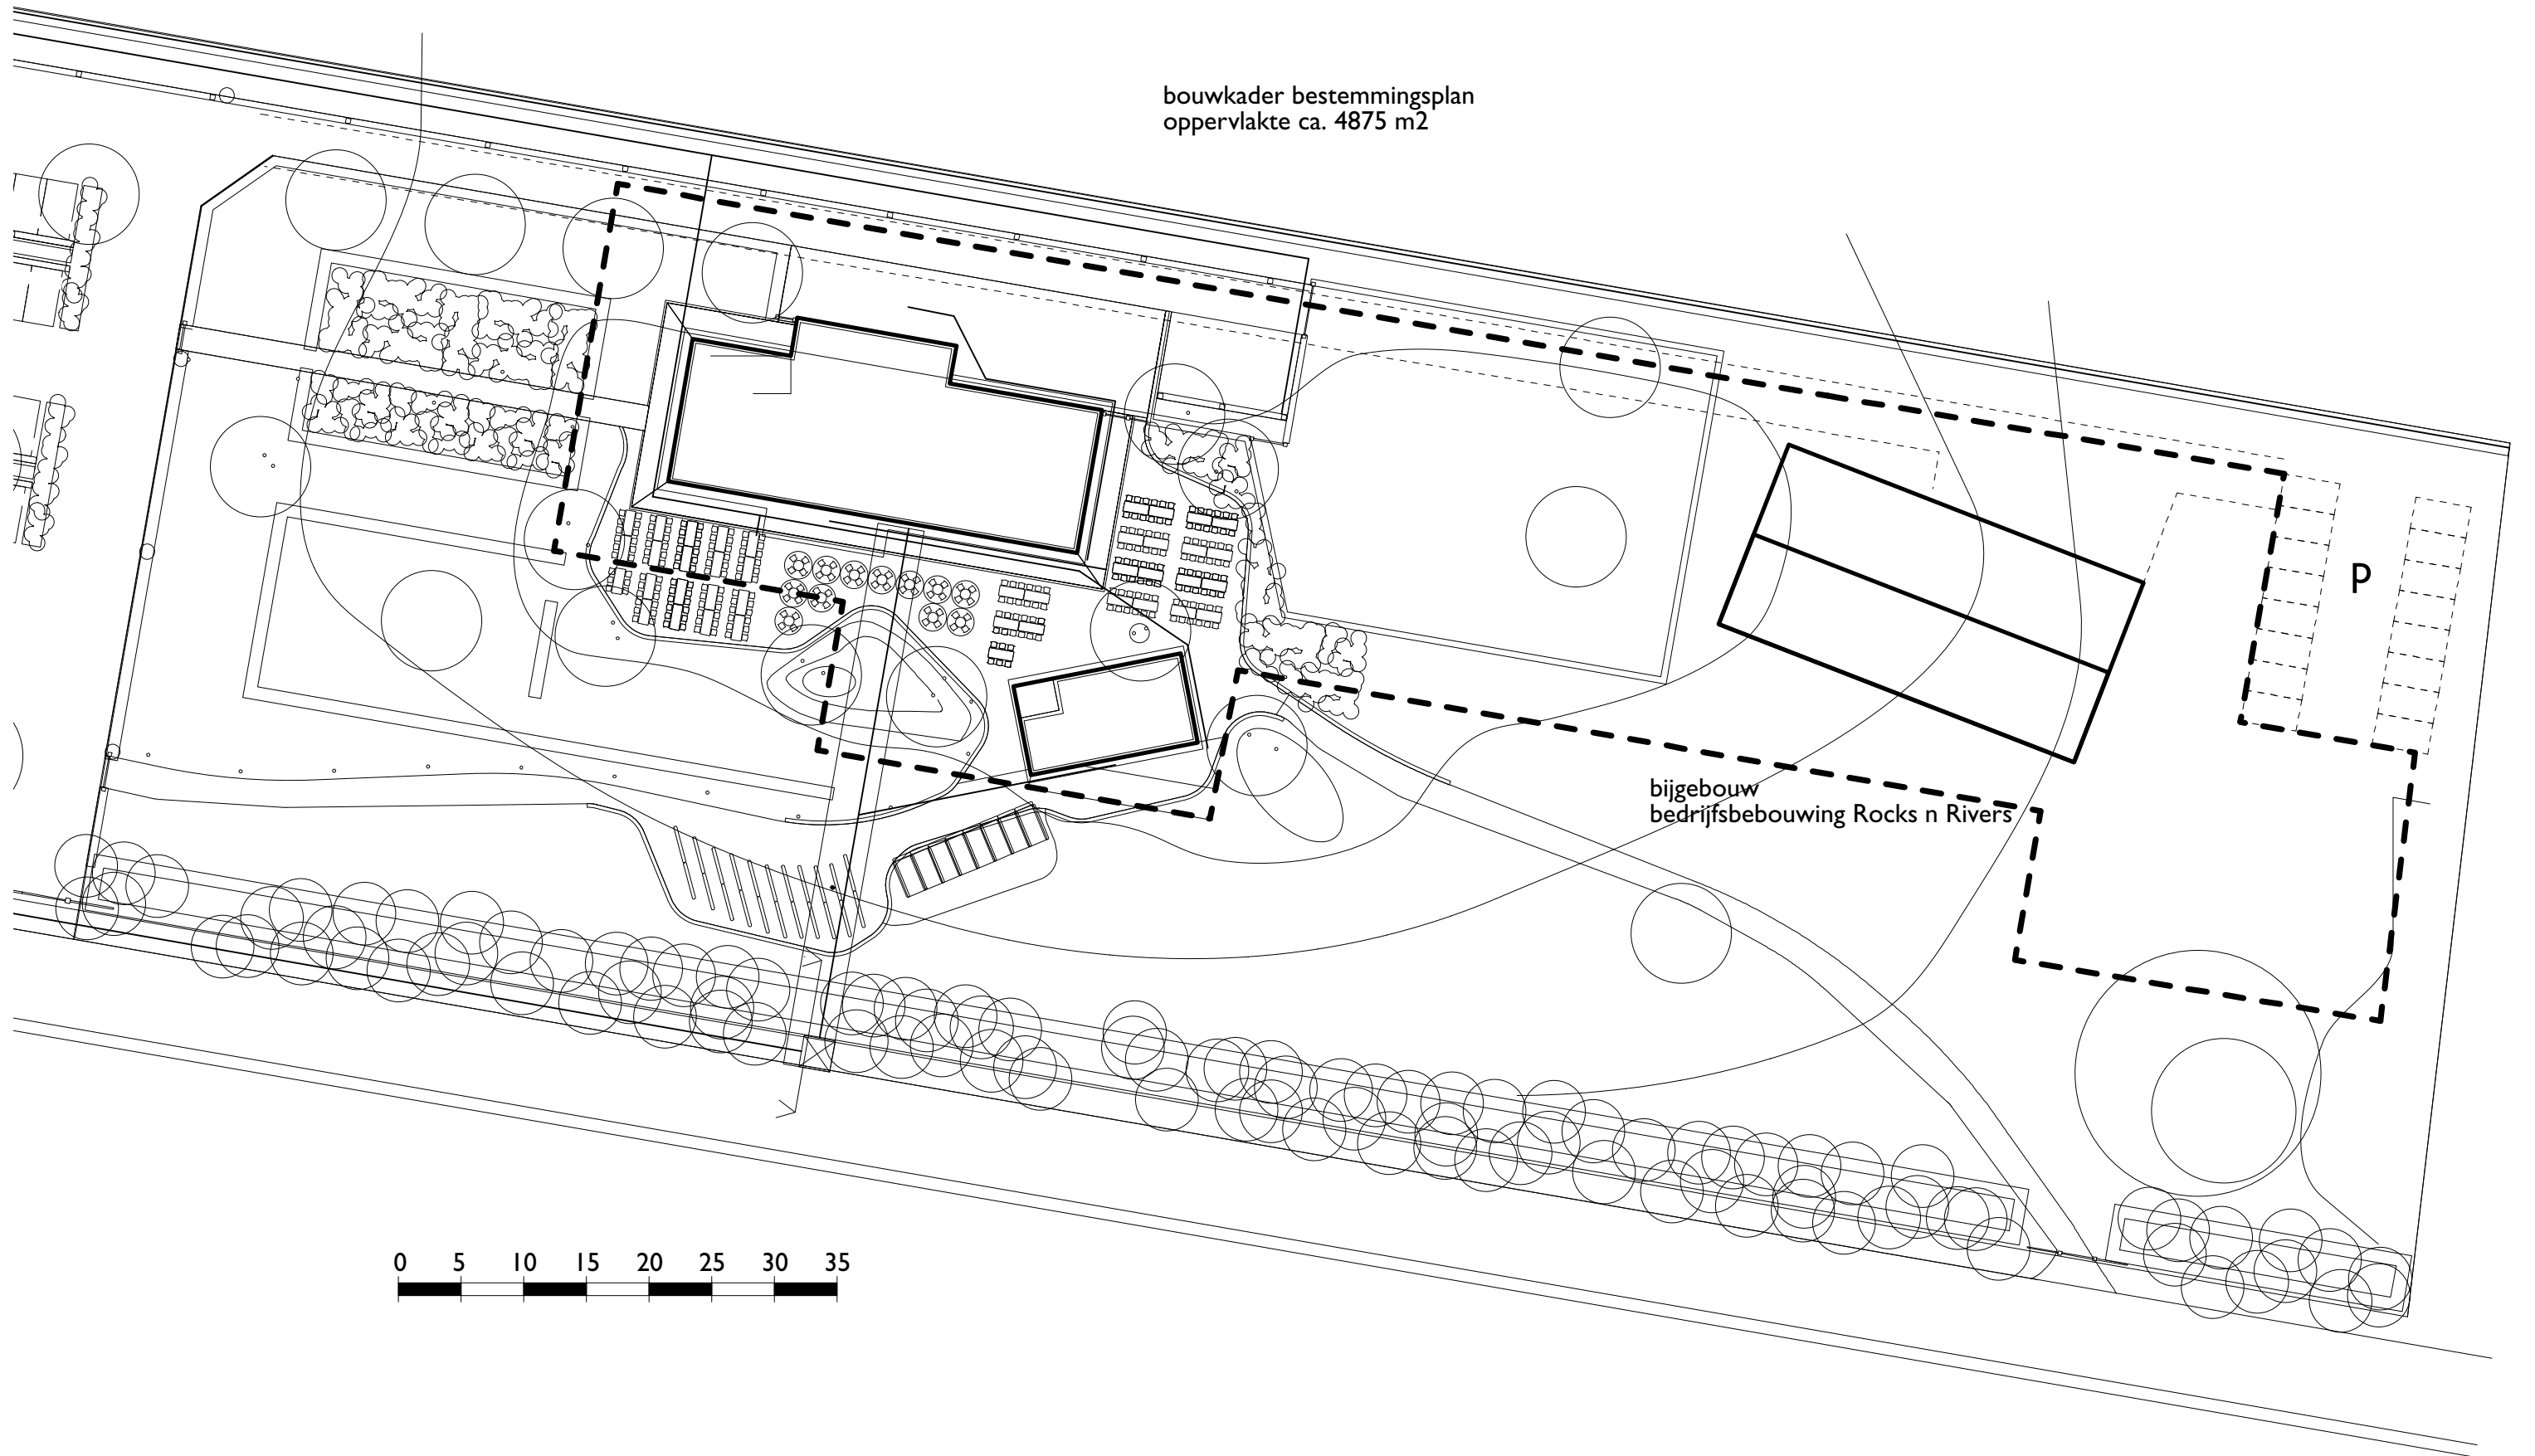 bouwkader bestemmingsplan
oppervlakte ca. 4875 m2
P
bijgebouw
bedrijfsbebouwing Rocks n Rivers
0 5 10 15 20 25 30 35